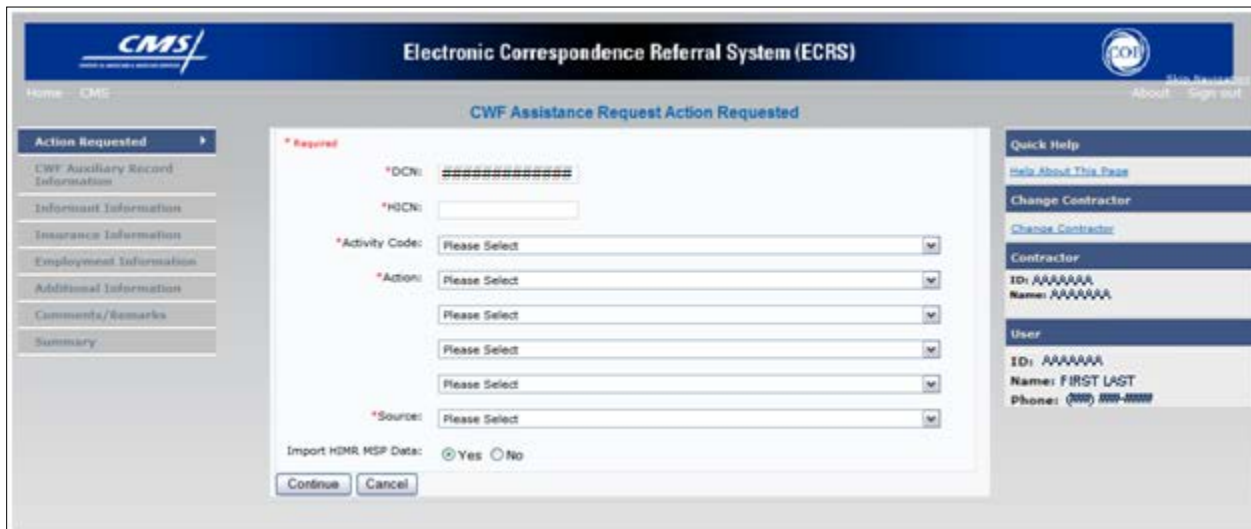 CMS
Electronic Correspondence Referral System (ECRS)
COB
Skip Navigation
Home CMS
About Sign out
CWF Assistance Request Action Requested
Action Requested
CWF Auxiliary Record
Information
Informant Information
Insurance Information
Employment Information
Additional Information
Comments/Remarks
Summary
* Required
*DCN: #############
*HICN:
*Activity Code: Please Select
*Action: Please Select
Please Select
Please Select
Please Select
*Source: Please Select
Import HIMR MSP Data: Yes No
Continue Cancel
Quick Help
Help About This Page
Change Contractor
Change Contractor
Contractor
ID: AAAAAAA
Name: AAAAAAA
User
ID: AAAAAAA
Name: FIRST LAST
Phone: (###) ###-####